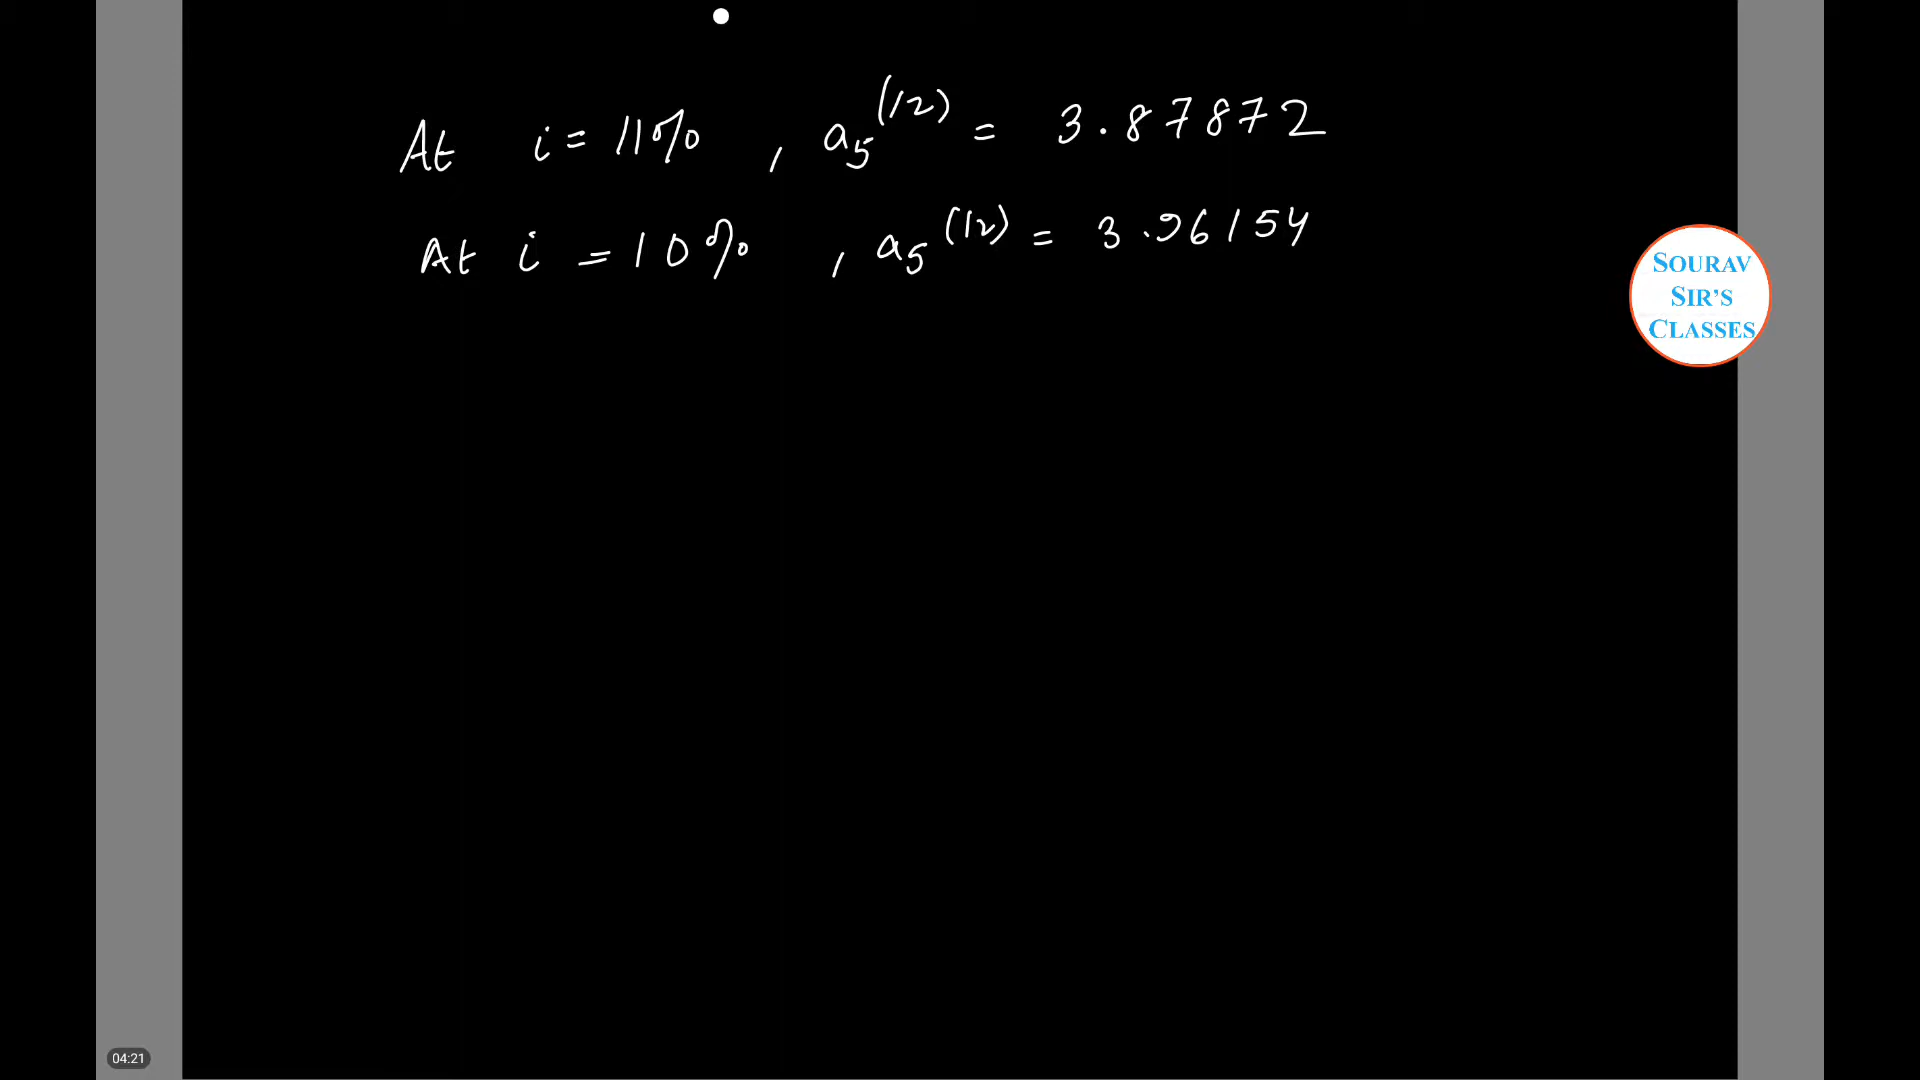 At i = 11% , a5^(12) = 3.87872
At i = 10% , a5^(12) = 3.96154
SOURAV
SIR'S
CLASSES
04:21